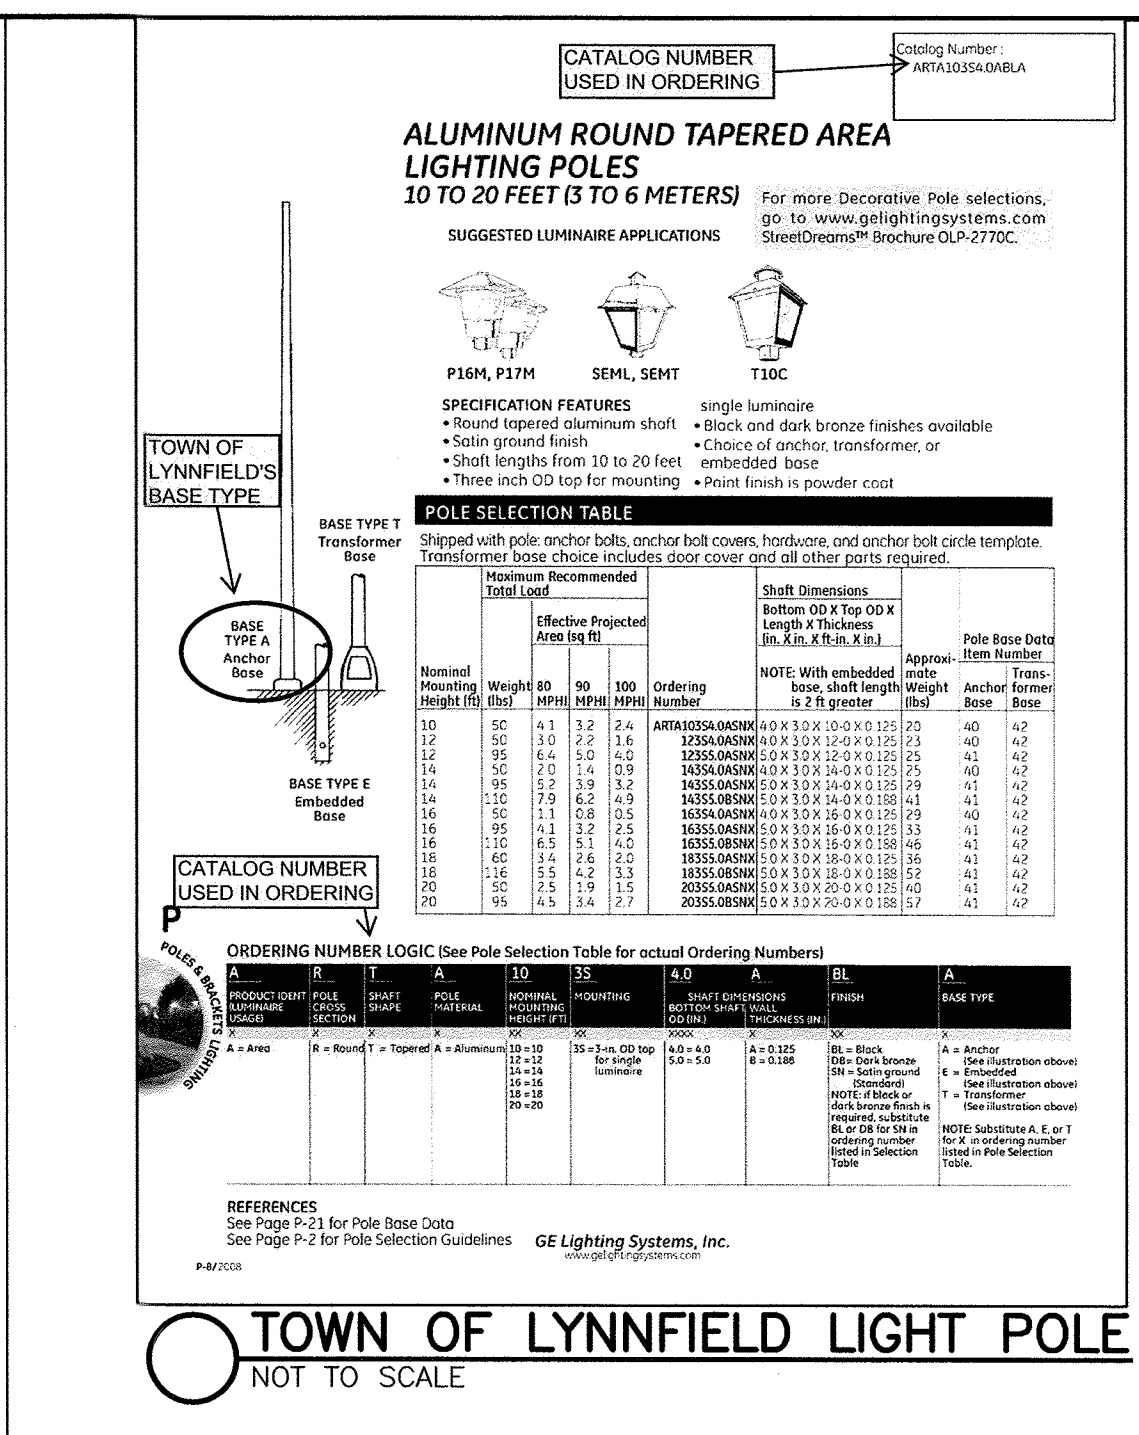 CATALOG NUMBER
USED IN ORDERING
Catalog Number :
ARTA103S4.0ABLA
ALUMINUM ROUND TAPERED AREA
LIGHTING POLES
10 TO 20 FEET (3 TO 6 METERS)
For more Decorative Pole selections,
go to www.gelightingsystems.com
StreetDreams™ Brochure OLP-2770C.
SUGGESTED LUMINAIRE APPLICATIONS
P16M, P17M
SEML, SEMT
T10C
SPECIFICATION FEATURES
• Round tapered aluminum shaft
• Satin ground finish
• Shaft lengths from 10 to 20 feet
• Three inch OD top for mounting
single luminaire
• Black and dark bronze finishes available
• Choice of anchor, transformer, or
embedded base
• Paint finish is powder coat
TOWN OF
LYNNFIELD'S
BASE TYPE
BASE TYPE T
Transformer
Base
BASE
TYPE A
Anchor
Base
BASE TYPE E
Embedded
Base
POLE SELECTION TABLE
Shipped with pole: anchor bolts, anchor bolt covers, hardware, and anchor bolt circle template.
Transformer base choice includes door cover and all other parts required.
Maximum Recommended
Total Load
Shaft Dimensions
Effective Projected
Area (sq ft)
Bottom OD X Top OD X
Length X Thickness
(in. X in. X ft-in. X in.)
Pole Base Data
Item Number
Nominal
Mounting
Height (ft)
Weight
(lbs)
80
MPHI
90
MPHI
100
MPHI
Ordering
Number
NOTE: With embedded
base, shaft length
is 2 ft greater
Approxi-
mate
Weight
(lbs)
Anchor
Base
Trans-
former
Base
10 50 4.1 3.2 2.4 ARTA103S4.0ASNX 4.0 X 3.0 X 10-0 X 0.125 20 40 42
12 50 3.0 2.2 1.6 123S4.0ASNX 4.0 X 3.0 X 12-0 X 0.125 23 40 42
12 95 6.4 5.0 4.0 123S5.0ASNX 5.0 X 3.0 X 12-0 X 0.125 25 41 42
14 50 2.0 1.4 0.9 143S4.0ASNX 4.0 X 3.0 X 14-0 X 0.125 25 40 42
14 95 5.2 3.9 3.2 143S5.0ASNX 5.0 X 3.0 X 14-0 X 0.125 29 41 42
14 110 7.9 6.2 4.9 143S5.0BSNX 5.0 X 3.0 X 14-0 X 0.188 41 41 42
16 50 1.1 0.8 0.5 163S4.0ASNX 4.0 X 3.0 X 16-0 X 0.125 29 40 42
16 95 4.1 3.2 2.5 163S5.0ASNX 5.0 X 3.0 X 16-0 X 0.125 33 41 42
16 110 6.5 5.1 4.0 163S5.0BSNX 5.0 X 3.0 X 16-0 X 0.188 46 41 42
18 60 3.4 2.6 2.0 183S5.0ASNX 5.0 X 3.0 X 18-0 X 0.125 36 41 42
18 116 5.5 4.2 3.3 183S5.0BSNX 5.0 X 3.0 X 18-0 X 0.188 52 41 42
20 50 2.5 1.9 1.5 203S5.0ASNX 5.0 X 3.0 X 20-0 X 0.125 40 41 42
20 95 4.5 3.4 2.7 203S5.0BSNX 5.0 X 3.0 X 20-0 X 0.188 57 41 42
CATALOG NUMBER
USED IN ORDERING
P
POLES & BRACKETS LIGHTING
ORDERING NUMBER LOGIC (See Pole Selection Table for actual Ordering Numbers)
A R T A 10 3S 4.0 A BL A
PRODUCT IDENT
(LUMINAIRE
USAGE)
POLE
CROSS
SECTION
SHAFT
SHAPE
POLE
MATERIAL
NOMINAL
MOUNTING
HEIGHT (FT)
MOUNTING
SHAFT DIMENSIONS
BOTTOM SHAFT
OD (IN.)
WALL
THICKNESS (IN.)
FINISH
BASE TYPE
X X X X XX XX XXXX X XX X
A = Area
R = Round
T = Tapered
A = Aluminum
10 =10
12 =12
14 =14
16 =16
18 =18
20 =20
3S =3-in. OD top
for single
luminaire
4.0 = 4.0
5.0 = 5.0
A = 0.125
B = 0.188
BL = Black
DB= Dark bronze
SN = Satin ground
(Standard)
NOTE: if black or
dark bronze finish is
required, substitute
BL or DB for SN in
ordering number
listed in Selection
Table
A = Anchor
(See illustration above)
E = Embedded
(See illustration above)
T = Transformer
(See illustration above)
NOTE: Substitute A, E, or T
for X in ordering number
listed in Pole Selection
Table.
REFERENCES
See Page P-21 for Pole Base Data
See Page P-2 for Pole Selection Guidelines
GE Lighting Systems, Inc.
www.gelightingsystems.com
P-8/2008
TOWN OF LYNNFIELD LIGHT POLE
NOT TO SCALE